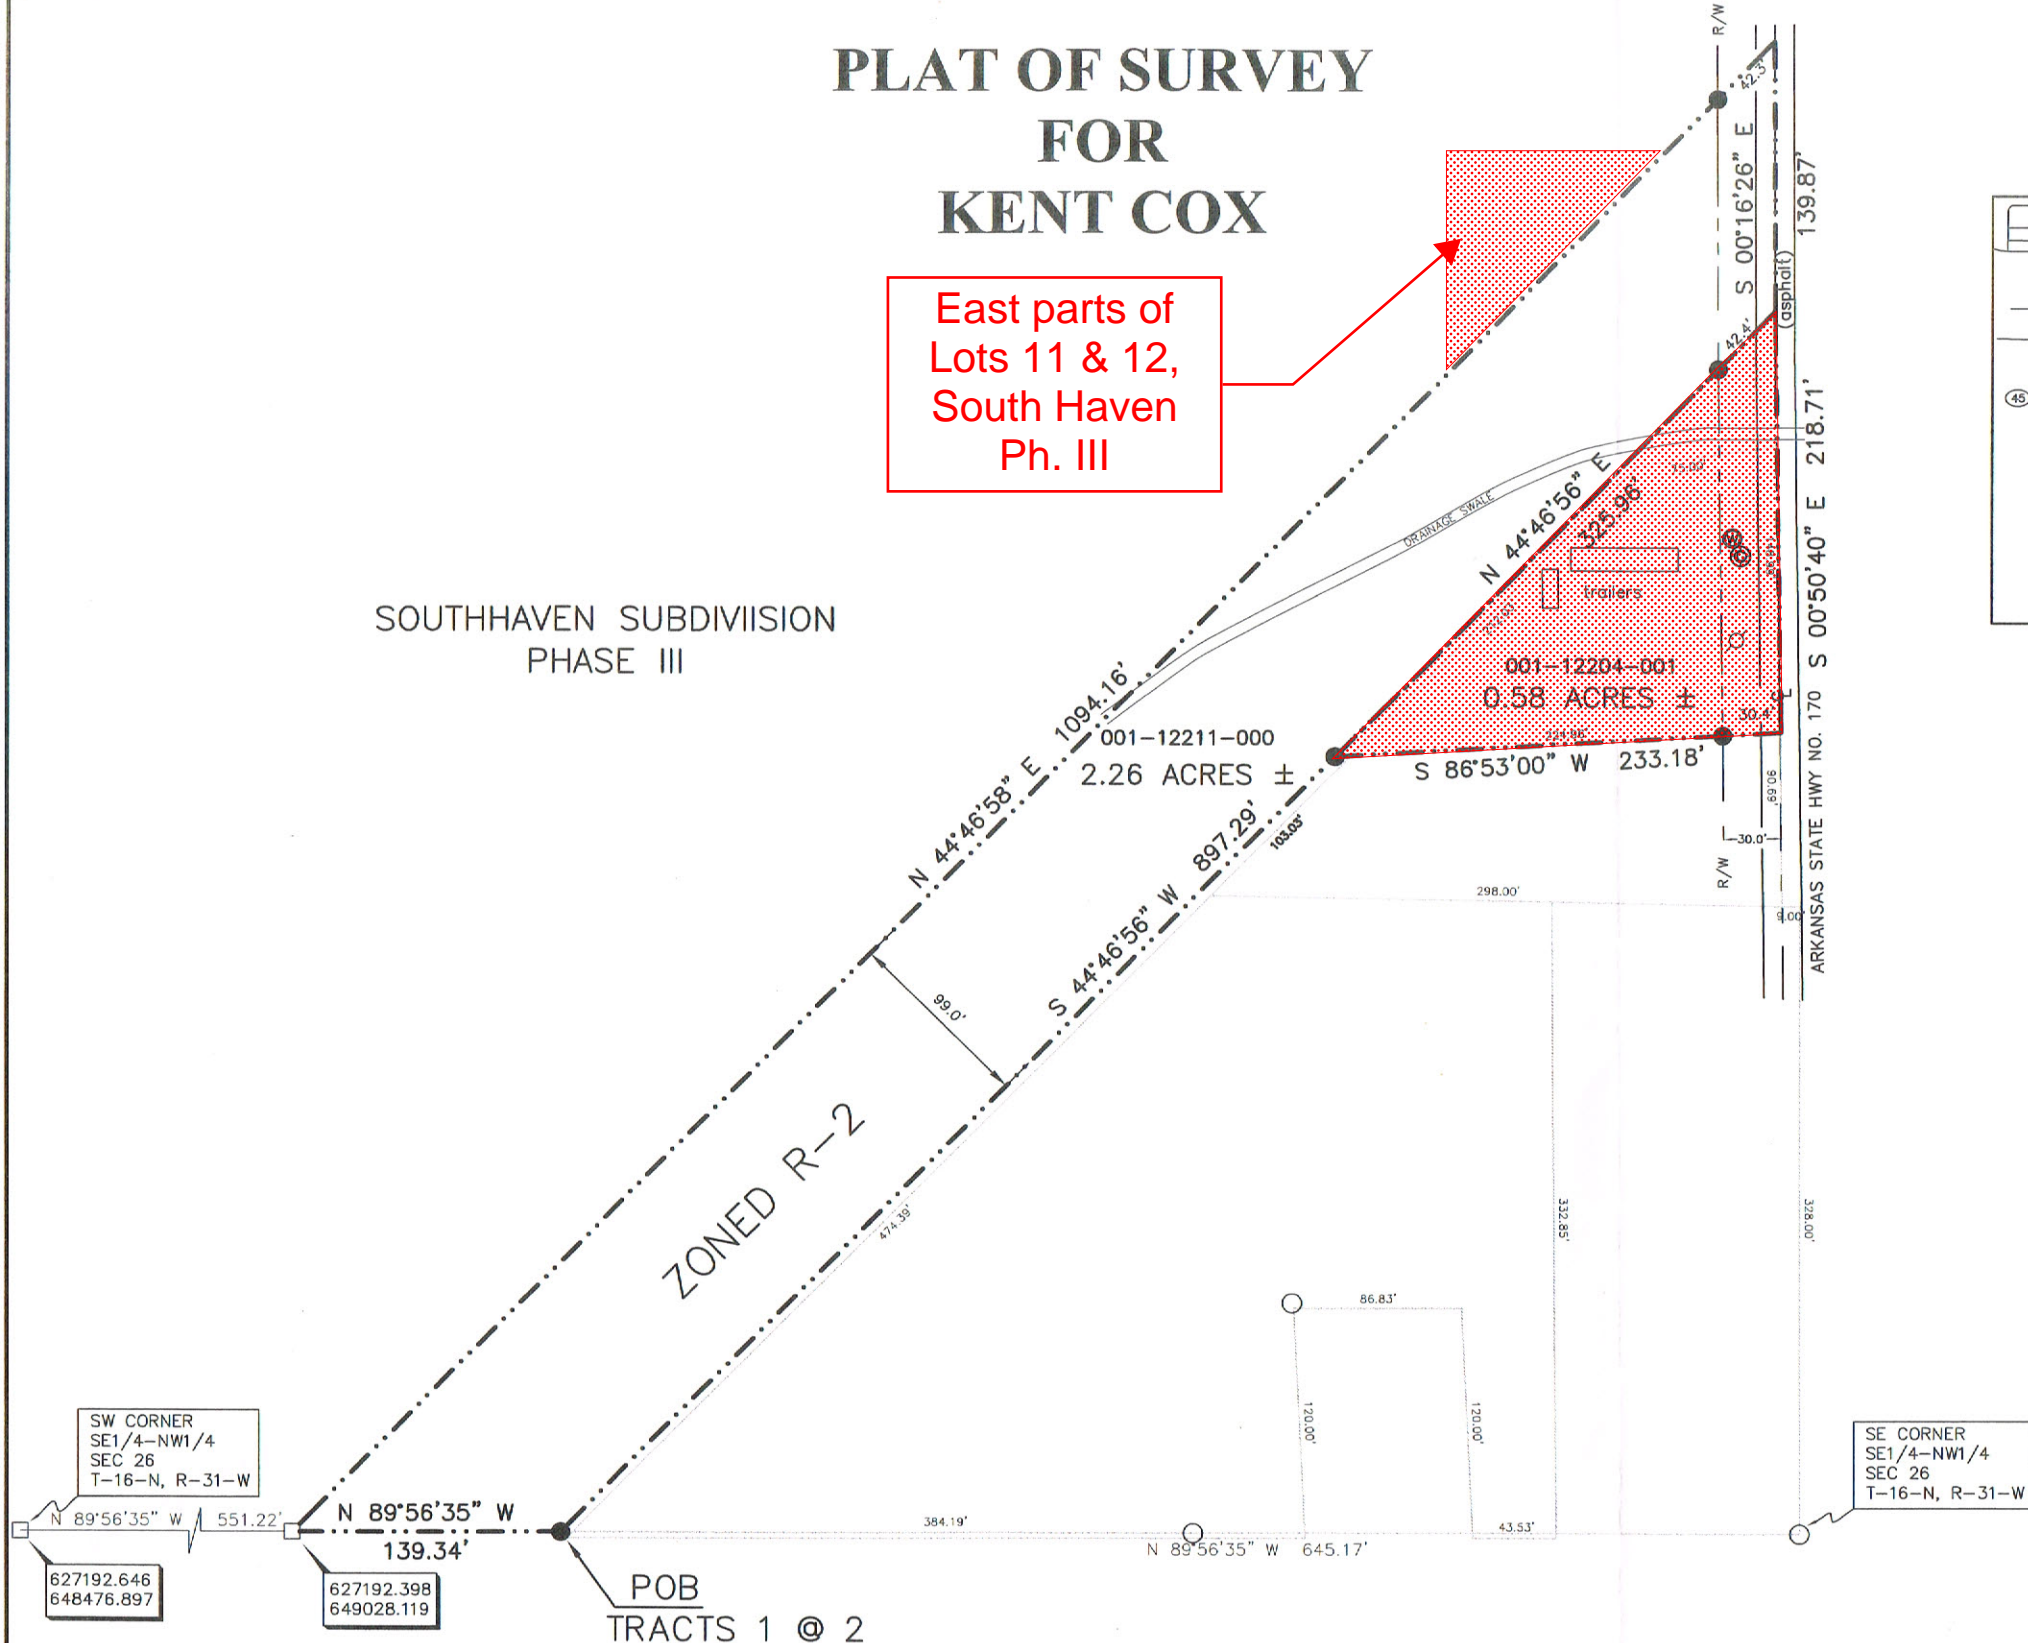 PLAT OF SURVEY
FOR
KENT COX
R/W
42.3'
S 00°16'26" E
139.87'
(asphalt)
East parts of
Lots 11 & 12,
South Haven
Ph. III
42.4'
45
218.71'
S 00°50'40" E
15.00'
DRAINAGE SWALE
N 44°46'56" E
325.96'
trailers
SOUTHHAVEN SUBDIVIISION
PHASE III
001-12204-001
0.58 ACRES ±
30.4'
S 86°53'00" W 233.18'
N 44°46'58" E 1094.16'
001-12211-000
2.26 ACRES ±
S 44°46'56" W 897.29'
103.03'
69.06'
30.0'
R/W
ARKANSAS STATE HWY NO. 170
298.00'
9.00'
99.0'
ZONED R-2
474.39'
332.85'
328.00'
86.83'
120.00'
120.00'
SW CORNER
SE1/4-NW1/4
SEC 26
T-16-N, R-31-W
SE CORNER
SE1/4-NW1/4
SEC 26
T-16-N, R-31-W
N 89°56'35" W 551.22'
N 89°56'35" W
139.34'
384.19'
43.53'
N 89°56'35" W 645.17'
627192.646
648476.897
627192.398
649028.119
POB
TRACTS 1 @ 2